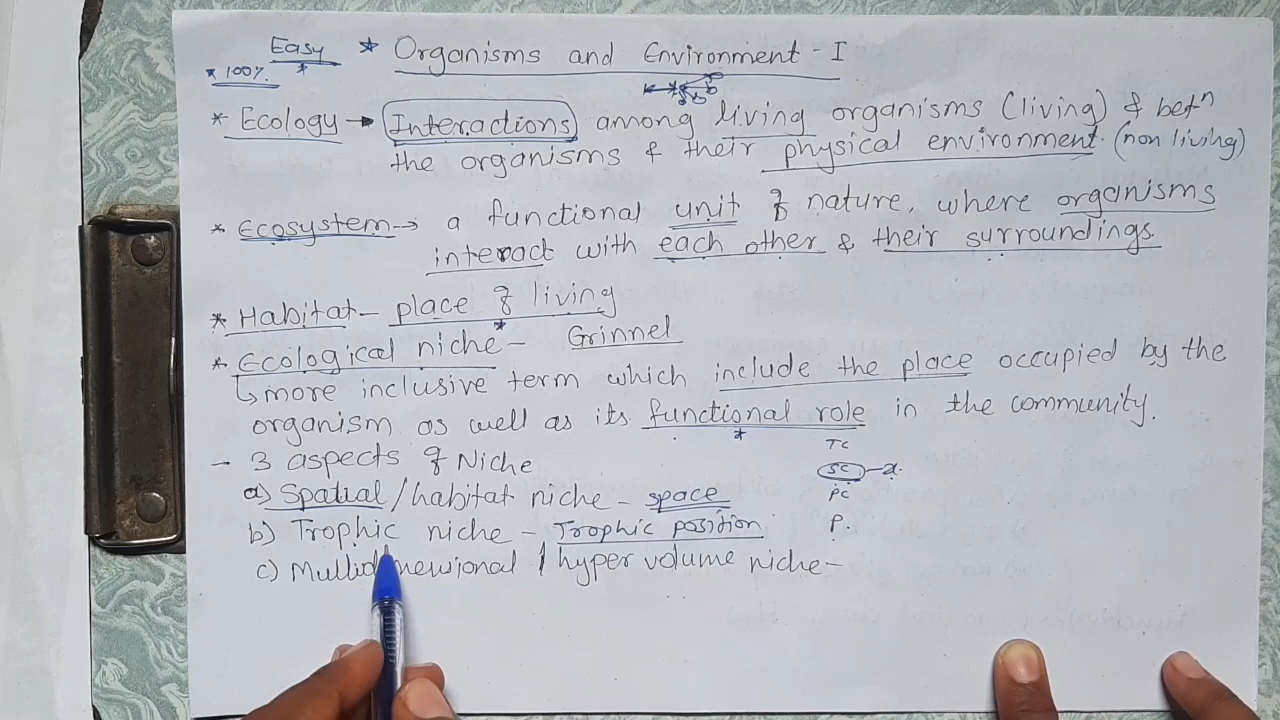 Easy * Organisms and Environment - I
* 100%.
* Ecology → Interactions among living organisms (living) & betⁿ
the organisms & their physical environment. (non living)
* Ecosystem → a functional unit of nature, where organisms
interact with each other & their surroundings.
* Habitat - place of living
* Ecological niche - Grinnel
↳ more inclusive term which include the place occupied by the
organism as well as its functional role in the community.
- 3 aspects of Niche
a) Spatial/habitat niche - space
b) Trophic niche - Trophic position
c) hyper volume niche -
TC
SC
PC
P.